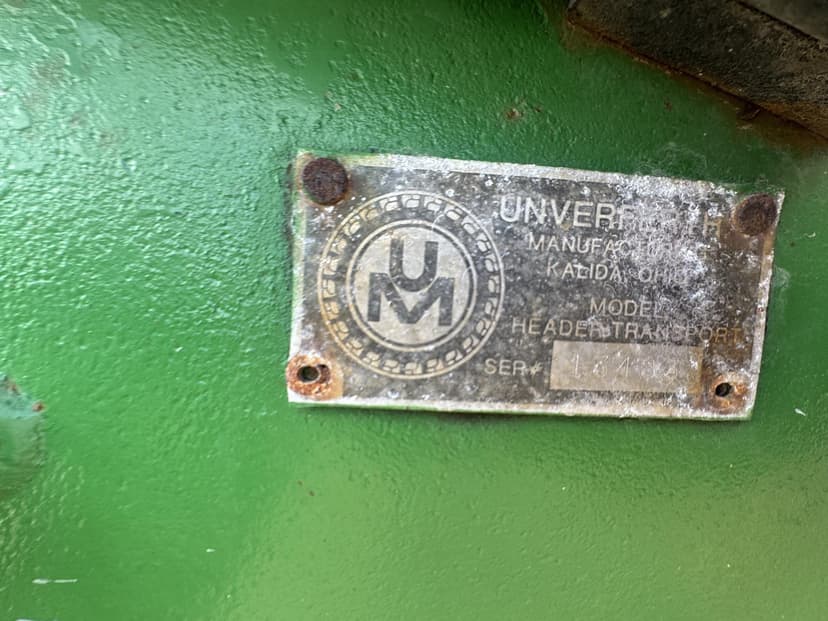 UM
UNVERFERTH
MANUFACTURING
KALIDA, OHIO
MODEL
HEADER TRANSPORT
SER#